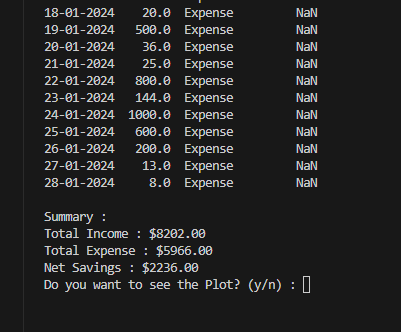 18-01-2024 20.0 Expense NaN
19-01-2024 500.0 Expense NaN
20-01-2024 36.0 Expense NaN
21-01-2024 25.0 Expense NaN
22-01-2024 800.0 Expense NaN
23-01-2024 144.0 Expense NaN
24-01-2024 1000.0 Expense NaN
25-01-2024 600.0 Expense NaN
26-01-2024 200.0 Expense NaN
27-01-2024 13.0 Expense NaN
28-01-2024 8.0 Expense NaN
Summary :
Total Income : $8202.00
Total Expense : $5966.00
Net Savings : $2236.00
Do you want to see the Plot? (y/n) :